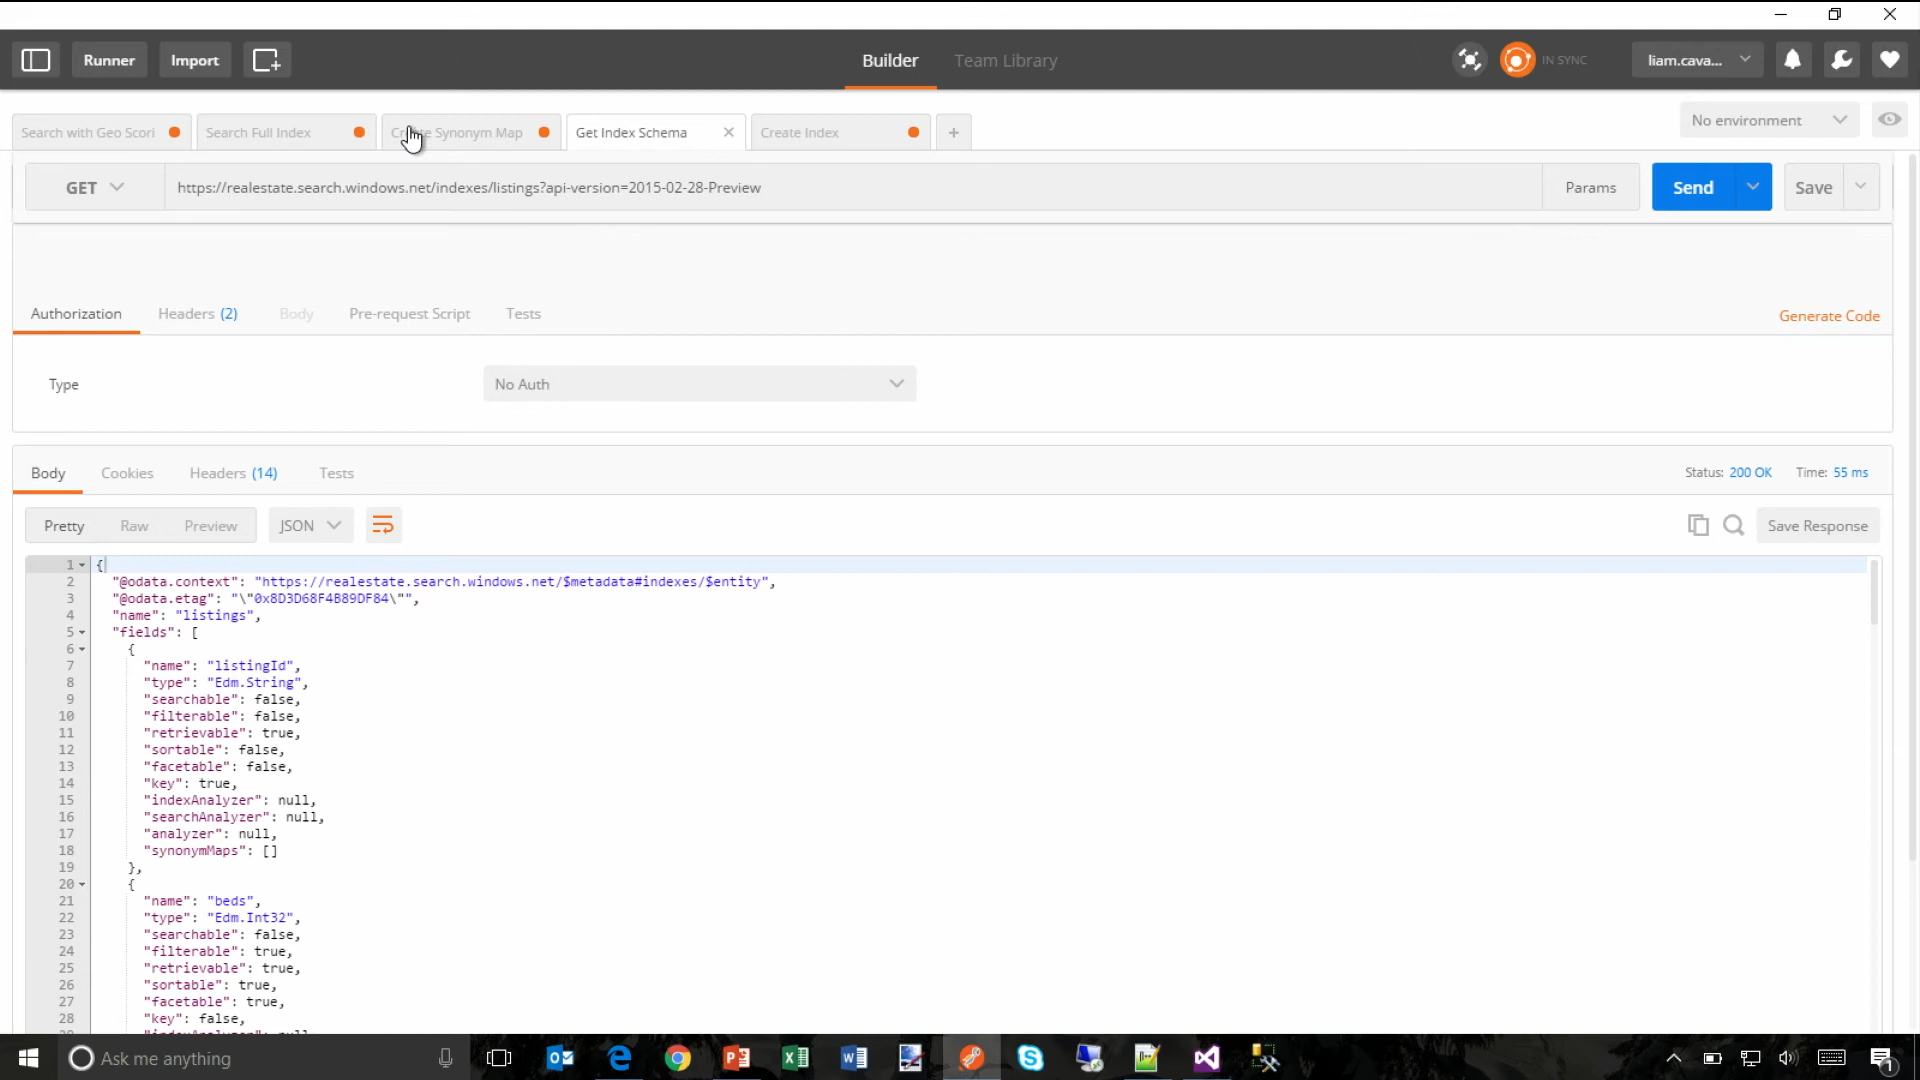 Runner
Import
Builder
Team Library
IN SYNC
liam.cava...
Search with Geo Scori
Search Full Index
Create Synonym Map
Get Index Schema
Create Index
No environment
GET
https://realestate.search.windows.net/indexes/listings?api-version=2015-02-28-Preview
Params
Send
Save
Authorization
Headers (2)
Body
Pre-request Script
Tests
Generate Code
Type
No Auth
Body
Cookies
Headers (14)
Tests
Status: 200 OK
Time: 55 ms
Pretty
Raw
Preview
JSON
Save Response
1 {
2 "@odata.context": "https://realestate.search.windows.net/$metadata#indexes/$entity",
3 "@odata.etag": "\"0x8D3D68F4B89DF84\"",
4 "name": "listings",
5 "fields": [
6 {
7 "name": "listingId",
8 "type": "Edm.String",
9 "searchable": false,
10 "filterable": false,
11 "retrievable": true,
12 "sortable": false,
13 "facetable": false,
14 "key": true,
15 "indexAnalyzer": null,
16 "searchAnalyzer": null,
17 "analyzer": null,
18 "synonymMaps": []
19 },
20 {
21 "name": "beds",
22 "type": "Edm.Int32",
23 "searchable": false,
24 "filterable": true,
25 "retrievable": true,
26 "sortable": true,
27 "facetable": true,
28 "key": false,
Ask me anything